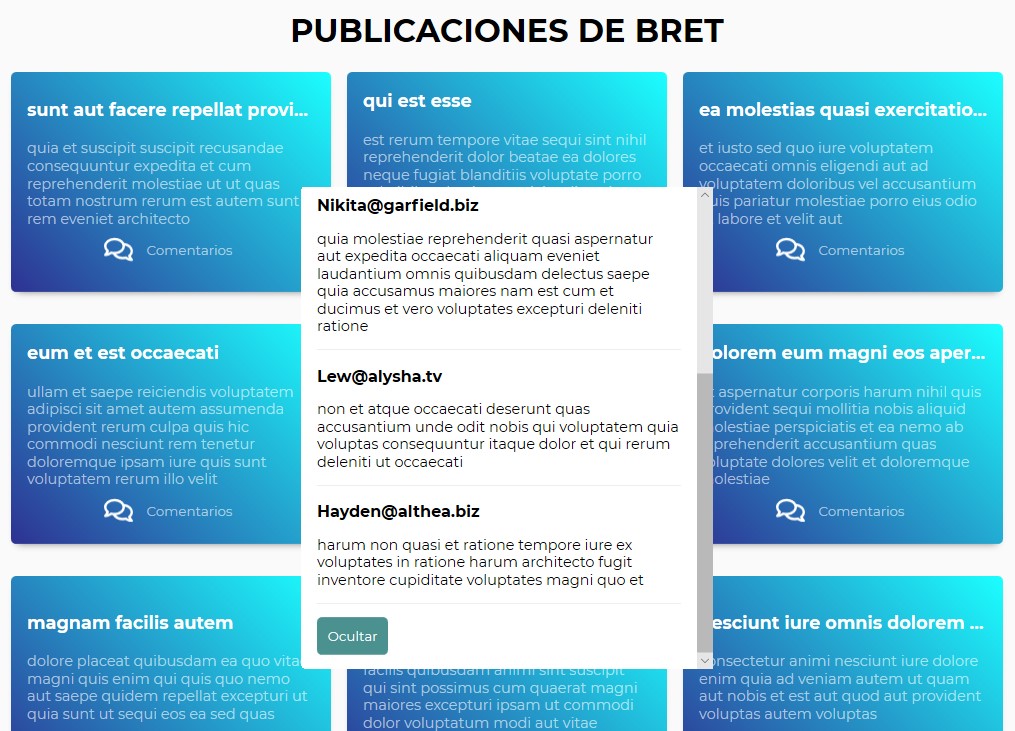 PUBLICACIONES DE BRET
sunt aut facere repellat provi...
quia et suscipit suscipit recusandae
consequuntur expedita et cum
reprehenderit molestiae ut ut quas
totam nostrum rerum est autem sunt
rem eveniet architecto
Comentarios
qui est esse
est rerum tempore vitae sequi sint nihil
reprehenderit dolor beatae ea dolores
neque fugiat blanditiis voluptate porro
ea molestias quasi exercitatio...
et iusto sed quo iure voluptatem
occaecati omnis eligendi aut ad
voluptatem doloribus vel accusantium
quis pariatur molestiae porro eius odio
labore et velit aut
Comentarios
Nikita@garfield.biz
quia molestiae reprehenderit quasi aspernatur
aut expedita occaecati aliquam eveniet
laudantium omnis quibusdam delectus saepe
quia accusamus maiores nam est cum et
ducimus et vero voluptates excepturi deleniti
ratione
Lew@alysha.tv
non et atque occaecati deserunt quas
accusantium unde odit nobis qui voluptatem quia
voluptas consequuntur itaque dolor et qui rerum
deleniti ut occaecati
Hayden@althea.biz
harum non quasi et ratione tempore iure ex
voluptates in ratione harum architecto fugit
inventore cupiditate voluptates magni quo et
Ocultar
eum et est occaecati
ullam et saepe reiciendis voluptatem
adipisci sit amet autem assumenda
provident rerum culpa quis hic
commodi nesciunt rem tenetur
doloremque ipsam iure quis sunt
voluptatem rerum illo velit
Comentarios
dolorem eum magni eos aper...
aspernatur corporis harum nihil quis
provident sequi mollitia nobis aliquid
molestiae perspiciatis et ea nemo ab
reprehenderit accusantium quas
voluptate dolores velit et doloremque
molestiae
Comentarios
magnam facilis autem
dolore placeat quibusdam ea quo vitae
magni quis enim qui quis quo nemo
aut saepe quidem repellat excepturi ut
quia sunt ut sequi eos ea sed quas
facilis quibusdam animi sint suscipit
qui sint possimus cum quaerat magni
maiores excepturi ipsam ut commodi
dolor voluptatum modi aut vitae
nesciunt iure omnis dolorem ...
consectetur animi nesciunt iure dolore
enim quia ad veniam autem ut quam
aut nobis et est aut quod aut provident
voluptas autem voluptas